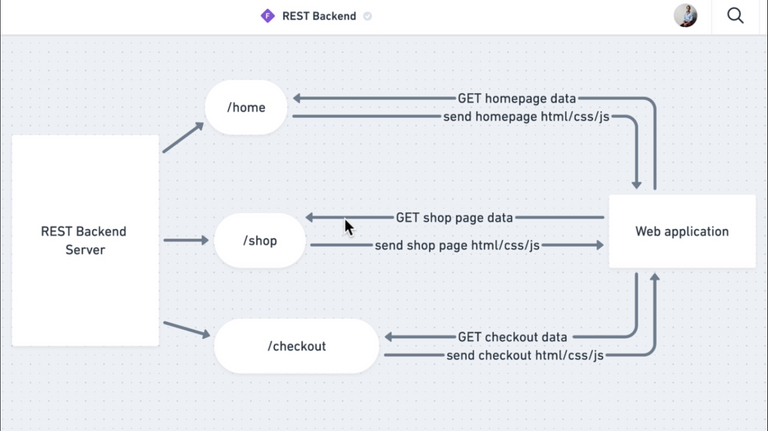 REST Backend
/home
GET homepage data
send homepage html/css/js
REST Backend
Server
/shop
GET shop page data
send shop page html/css/js
Web application
/checkout
GET checkout data
send checkout html/css/js